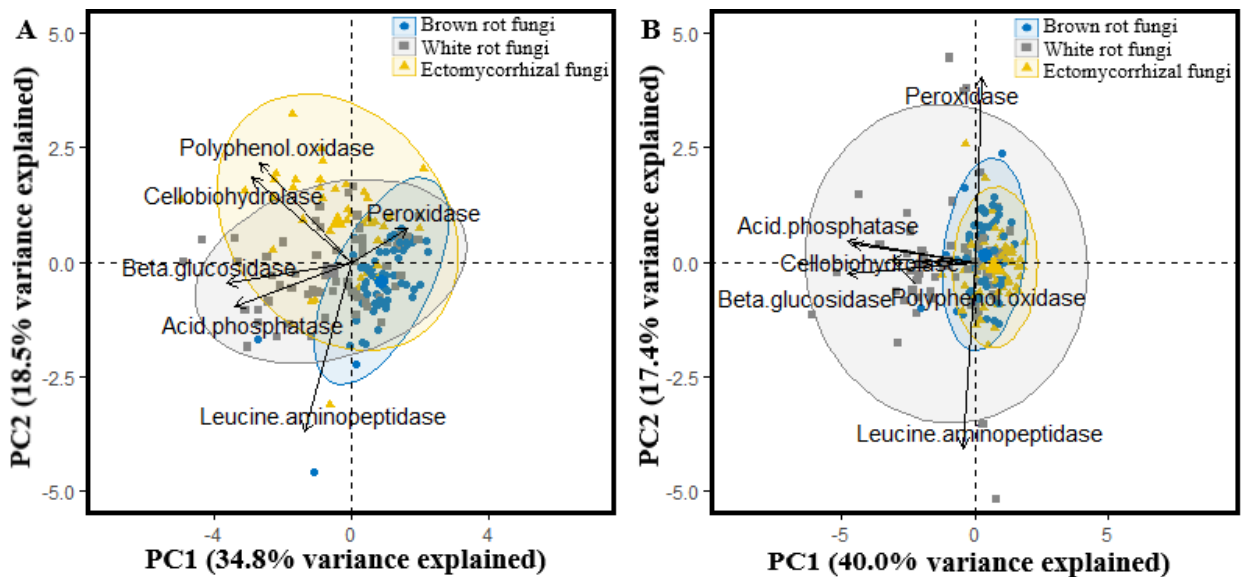 A
Brown rot fungi
White rot fungi
Ectomycorrhizal fungi
5.0
2.5
0.0
-2.5
-5.0
PC2 (18.5% variance explained)
Polyphenol.oxidase
Cellobiohydrolase
Peroxidase
Beta.glucosidase
Acid.phosphatase
Leucine.aminopeptidase
-4
0
4
PC1 (34.8% variance explained)
B
Brown rot fungi
White rot fungi
Ectomycorrhizal fungi
5.0
2.5
0.0
-2.5
-5.0
PC2 (17.4% variance explained)
Peroxidase
Acid.phosphatase
Cellobiohydrolase
Beta.glucosidase
Polyphenol.oxidase
Leucine.aminopeptidase
-5
0
5
PC1 (40.0% variance explained)